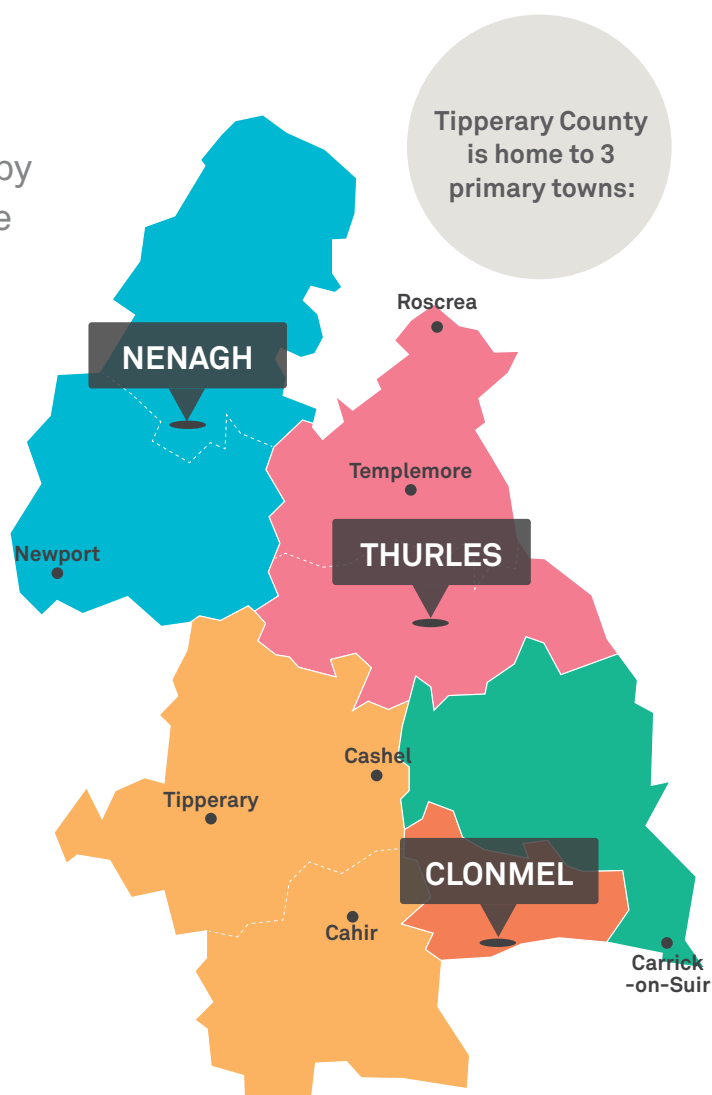 Tipperary County
is home to 3
primary towns:
by
Roscrea
NENAGH
Templemore
THURLES
Newport
Cashel
Tipperary
CLONMEL
Cahir
Carrick
-on-Suir